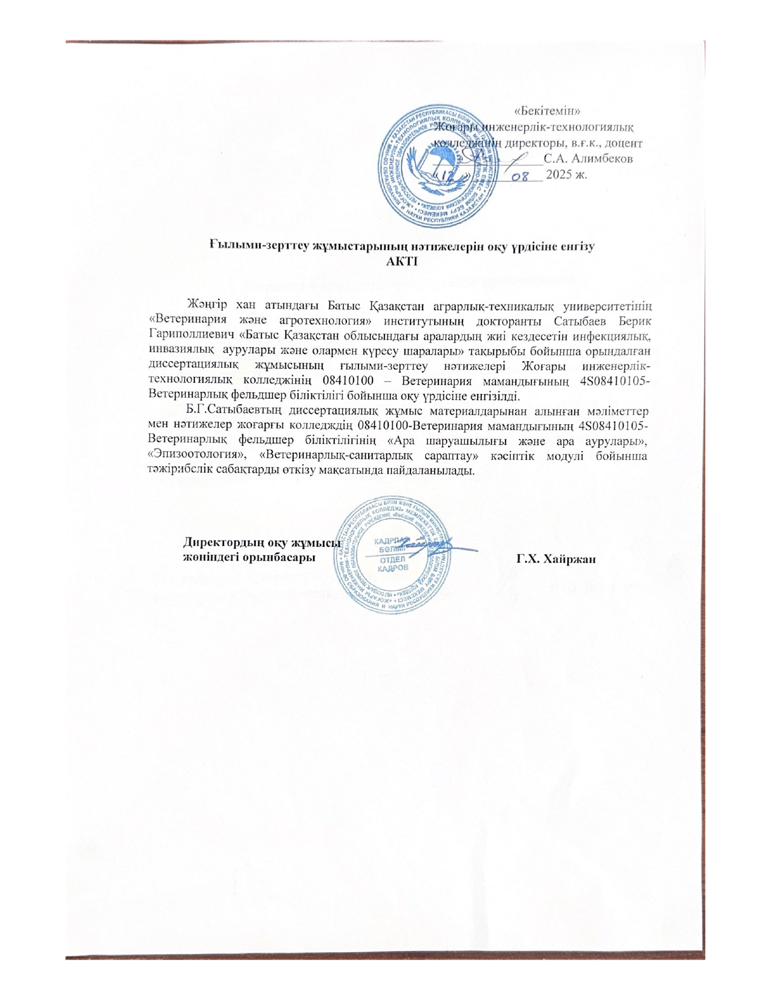 «Бекітемін»
Жоғары инженерлік-технологиялық
колледжінің директоры, в.ғ.к., доцент
С.А. Алимбеков
« 12 » 08 2025 ж.
Ғылыми-зерттеу жұмыстарының нәтижелерін оқу үрдісіне енгізу
АКТІ
Жәңгір хан атындағы Батыс Қазақстан аграрлық-техникалық университетінің
«Ветеринария және агротехнология» институтының докторанты Сатыбаев Берик
Гариполлиевич «Батыс Қазақстан облысындағы аралардың жиі кездесетін инфекциялық,
инвазиялық аурулары және олармен күресу шаралары» тақырыбы бойынша орындалған
диссертациялық жұмысының ғылыми-зерттеу нәтижелері Жоғары инженерлік-
технологиялық колледжінің 08410100 – Ветеринария мамандығының 4S08410105-
Ветеринарлық фельдшер біліктілігі бойынша оқу үрдісіне енгізілді.
Б.Г.Сатыбаевтың диссертациялық жұмыс материалдарынан алынған мәліметтер
мен нәтижелер жоғарғы колледждің 08410100-Ветеринария мамандығының 4S08410105-
Ветеринарлық фельдшер біліктілігінің «Ара шаруашылығы және ара аурулары»,
«Эпизоотология», «Ветеринарлық-санитарлық сараптау» кәсіптік модулі бойынша
тәжірибелік сабақтарды өткізу мақсатында пайдаланылады.
Директордың оқу жұмысы
жөніндегі орынбасары
Г.Х. Хайржан
КАДРЛАР
БӨЛІМІ
ОТДЕЛ
КАДРОВ